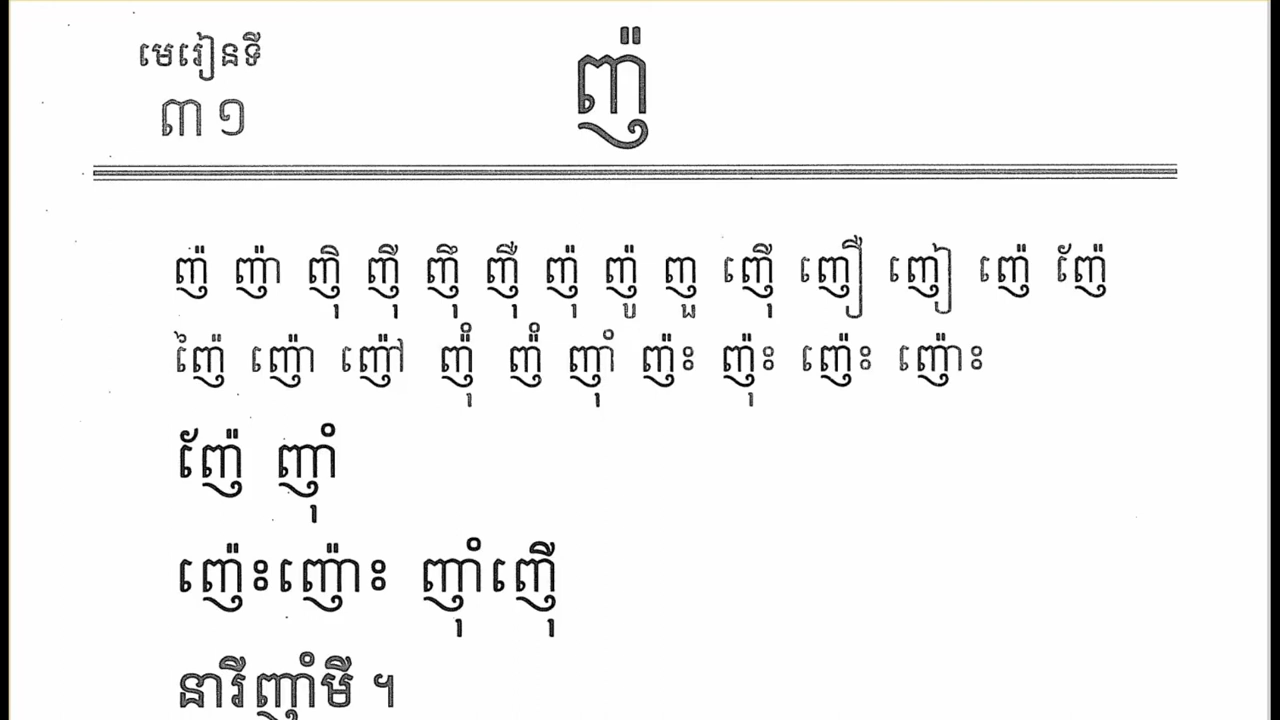 មេរៀនទី
៣១
ញ៉
ញ៉ ញ៉ា ញ៉ិ ញ៉ី ញ៉ឹ ញ៉ឺ ញ៉ុ ញ៉ូ ញួ ញ៉ើ ញឿ ញៀ ញ៉េ ញ៉ែ
ញ៉ៃ ញ៉ោ ញ៉ៅ ញ៉ុំ ញ៉ំ ញ៉ាំ ញ៉ះ ញ៉ុះ ញ៉េះ ញ៉ោះ
ញ៉ែ ញ៉ាំ
ញ៉េះញ៉ោះ ញ៉ាំញ៉ើ
នារីញ៉ាំមី ។